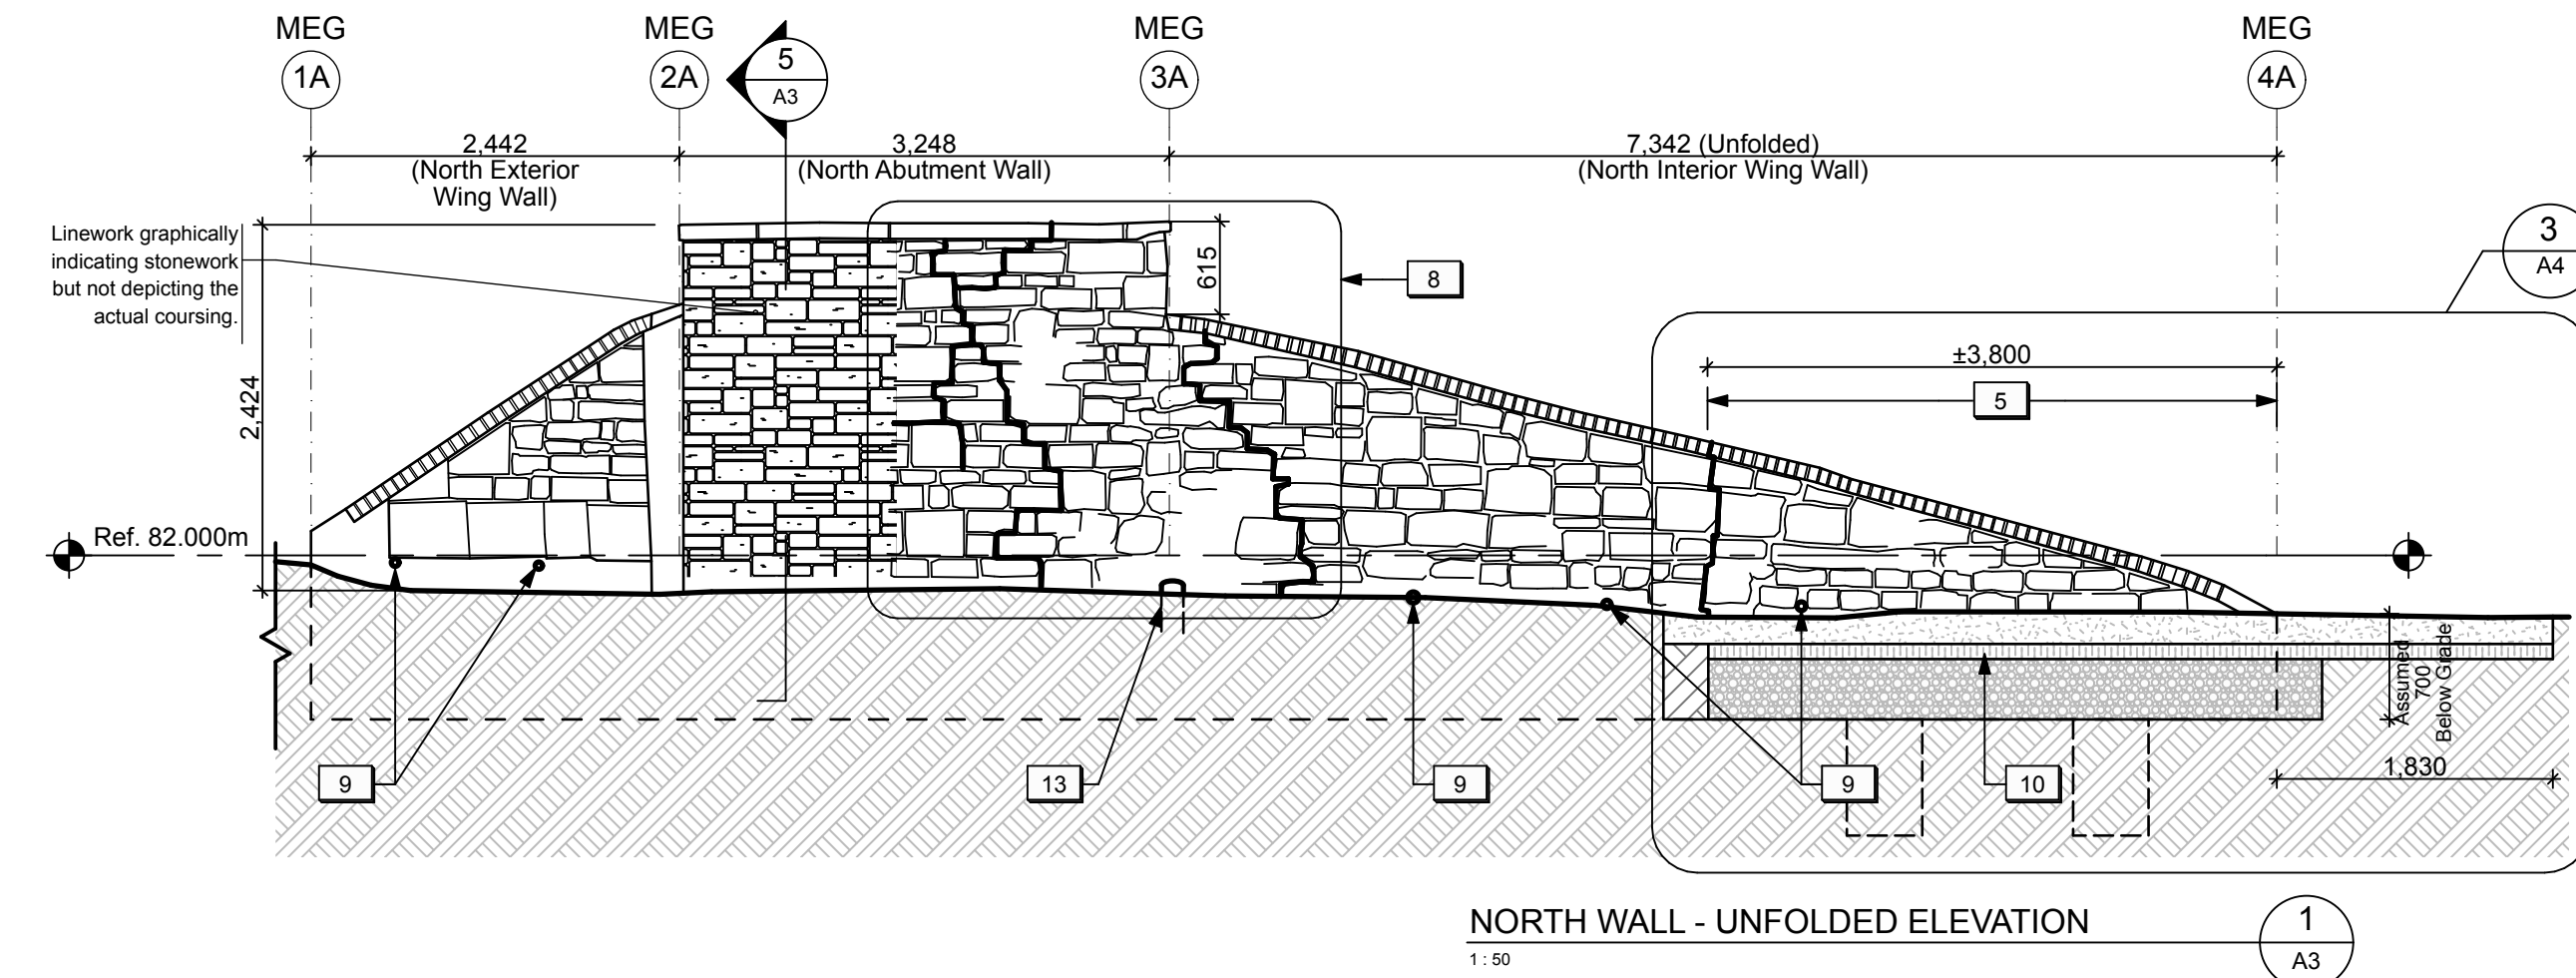 MEG
1A
MEG
2A
5
A3
MEG
3A
MEG
4A
2,442
(North Exterior
Wing Wall)
3,248
(North Abutment Wall)
7,342 (Unfolded)
(North Interior Wing Wall)
Linework graphically
indicating stonework
but not depicting the
actual coursing.
2,424
615
8
3
A4
±3,800
5
Ref. 82.000m
Assumed
700
Below Grade
1,830
9
13
9
9
10
NORTH WALL - UNFOLDED ELEVATION
1 : 50
1
A3